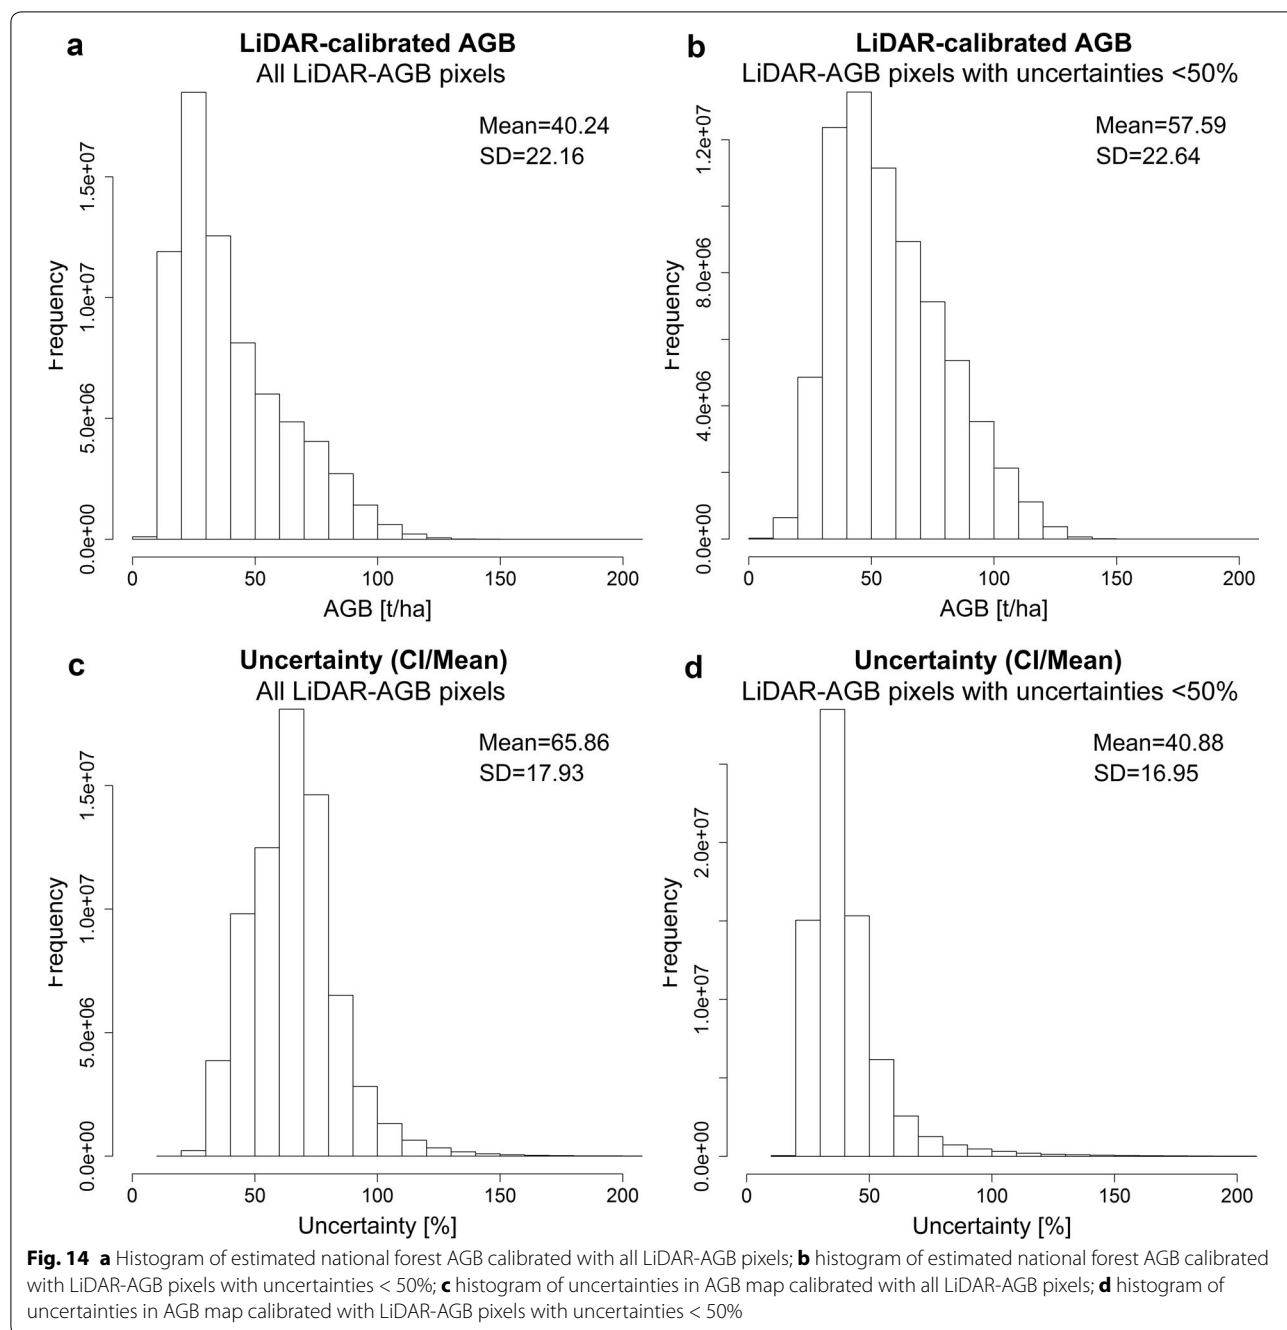 a
LiDAR-calibrated AGB
All LiDAR-AGB pixels
Mean=40.24
SD=22.16
Frequency
0.0e+00 5.0e+06 1.0e+07 1.5e+07
0 50 100 150 200
AGB [t/ha]
b
LiDAR-calibrated AGB
LiDAR-AGB pixels with uncertainties <50%
Mean=57.59
SD=22.64
Frequency
0.0e+00 4.0e+06 8.0e+06 1.2e+07
0 50 100 150 200
AGB [t/ha]
c
Uncertainty (CI/Mean)
All LiDAR-AGB pixels
Mean=65.86
SD=17.93
Frequency
0.0e+00 5.0e+06 1.0e+07 1.5e+07
0 50 100 150 200
Uncertainty [%]
d
Uncertainty (CI/Mean)
LiDAR-AGB pixels with uncertainties <50%
Mean=40.88
SD=16.95
Frequency
0.0e+00 1.0e+07 2.0e+07
0 50 100 150 200
Uncertainty [%]
Fig. 14 a Histogram of estimated national forest AGB calibrated with all LiDAR-AGB pixels; b histogram of estimated national forest AGB calibrated
with LiDAR-AGB pixels with uncertainties < 50%; c histogram of uncertainties in AGB map calibrated with all LiDAR-AGB pixels; d histogram of
uncertainties in AGB map calibrated with LiDAR-AGB pixels with uncertainties < 50%